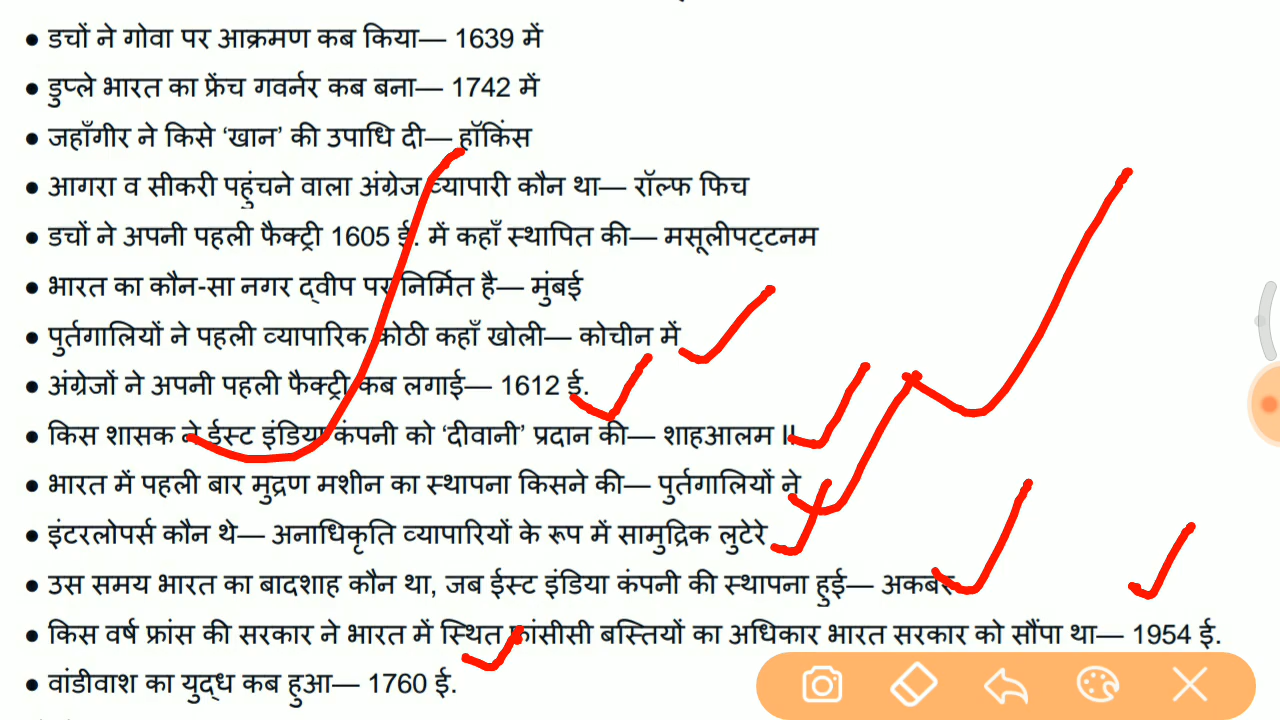 ● डचों ने गोवा पर आक्रमण कब किया— 1639 में
● डुप्ले भारत का फ्रेंच गवर्नर कब बना— 1742 में
● जहाँगीर ने किसे ‘खान’ की उपाधि दी— हॉकिंस
● आगरा व सीकरी पहुंचने वाला अंग्रेज व्यापारी कौन था— रॉल्फ फिच
● डचों ने अपनी पहली फैक्ट्री 1605 ई. में कहाँ स्थापित की— मसूलीपट्टनम
● भारत का कौन-सा नगर द्वीप पर निर्मित है— मुंबई
● पुर्तगालियों ने पहली व्यापारिक कोठी कहाँ खोली— कोचीन में
● अंग्रेजों ने अपनी पहली फैक्ट्री कब लगाई— 1612 ई.
● किस शासक ने ईस्ट इंडिया कंपनी को ‘दीवानी’ प्रदान की— शाहआलम II
● भारत में पहली बार मुद्रण मशीन का स्थापना किसने की— पुर्तगालियों ने
● इंटरलोपर्स कौन थे— अनाधिकृति व्यापारियों के रूप में सामुद्रिक लुटेरे
● उस समय भारत का बादशाह कौन था, जब ईस्ट इंडिया कंपनी की स्थापना हुई— अकबर
● किस वर्ष फ्रांस की सरकार ने भारत में स्थित फ्रांसीसी बस्तियों का अधिकार भारत सरकार को सौंपा था— 1954 ई.
● वांडीवाश का युद्ध कब हुआ— 1760 ई.